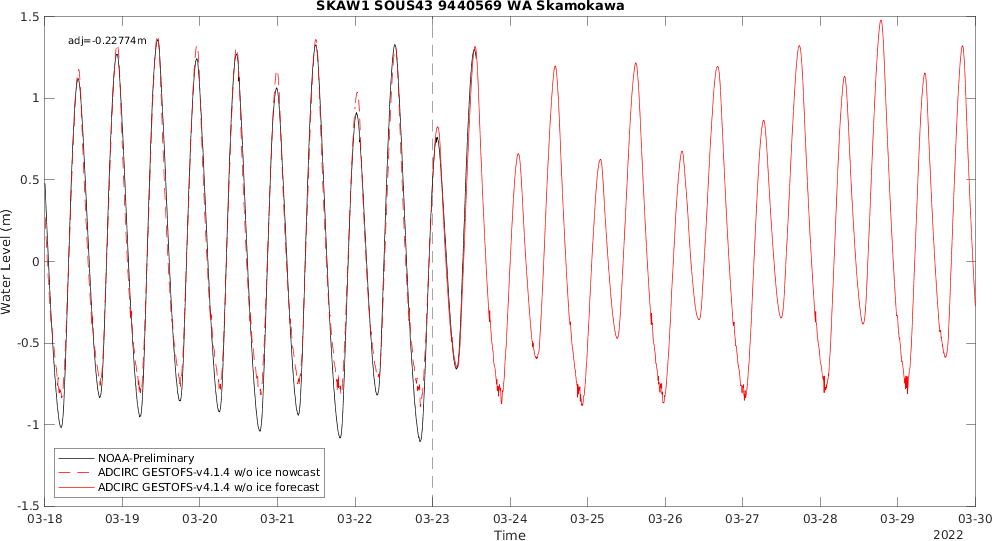 SKAW1 SOUS43 9440569 WA Skamokawa
adj=-0.22774m
1.5
1
0.5
0
-0.5
-1
-1.5
Water Level (m)
NOAA-Preliminary
ADCIRC GESTOFS-v4.1.4 w/o ice nowcast
ADCIRC GESTOFS-v4.1.4 w/o ice forecast
03-18 03-19 03-20 03-21 03-22 03-23 03-24 03-25 03-26 03-27 03-28 03-29 03-30
Time
2022